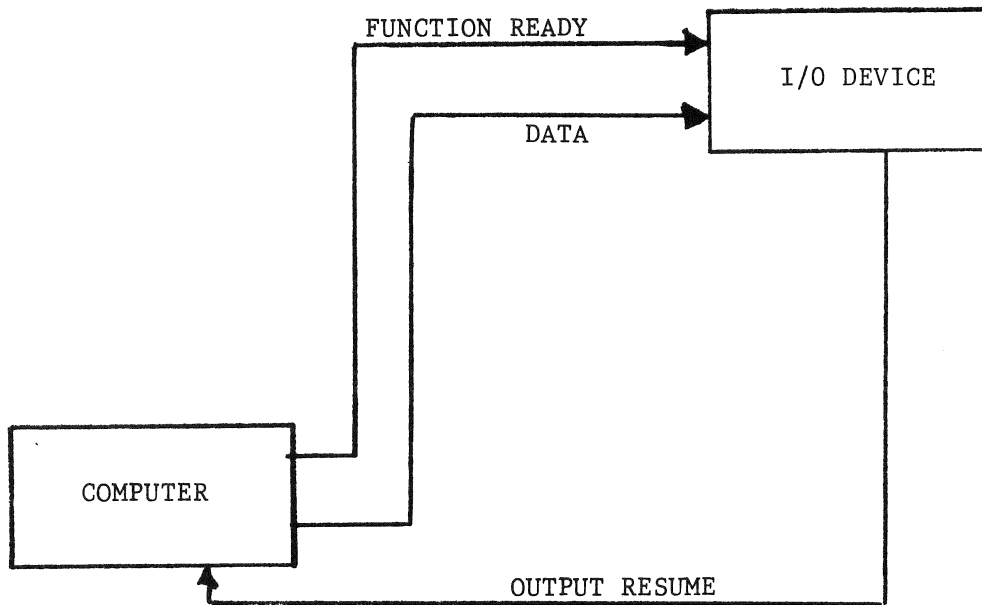 FUNCTION READY
I/O DEVICE
DATA
COMPUTER
OUTPUT RESUME